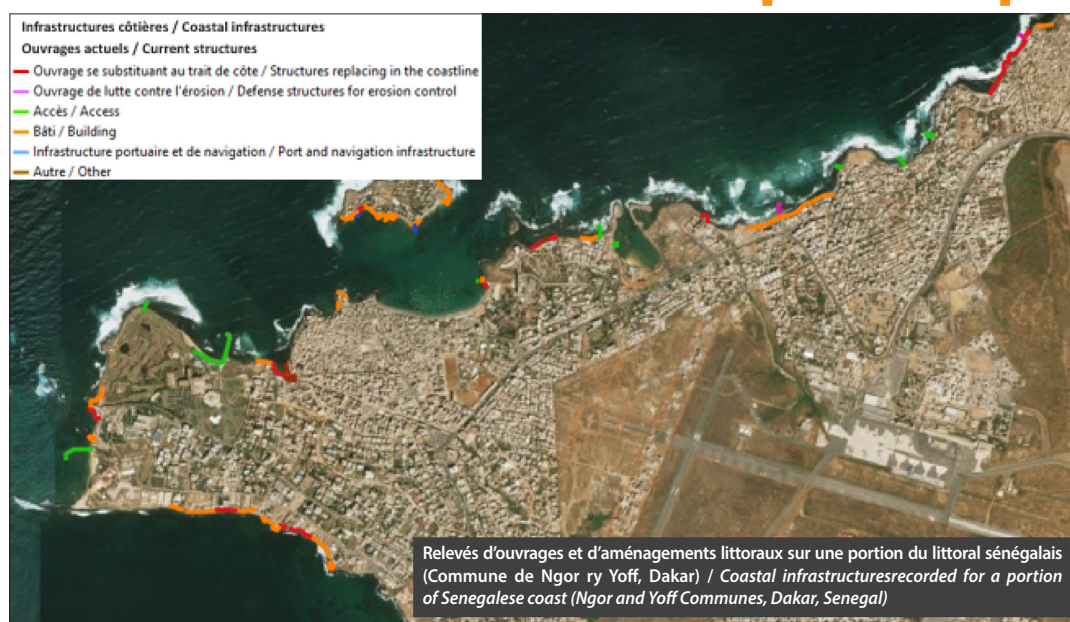 Infrastructures côtières / Coastal infrastructures
Ouvrages actuels / Current structures
Ouvrage se substituant au trait de côte / Structures replacing in the coastline
Ouvrage de lutte contre l'érosion / Defense structures for erosion control
Accès / Access
Bâti / Building
Infrastructure portuaire et de navigation / Port and navigation infrastructure
Autre / Other
Relevés d'ouvrages et d'aménagements littoraux sur une portion du littoral sénégalais
(Commune de Ngor ry Yoff, Dakar) / Coastal infrastructuresrecorded for a portion
of Senegalese coast (Ngor and Yoff Communes, Dakar, Senegal)